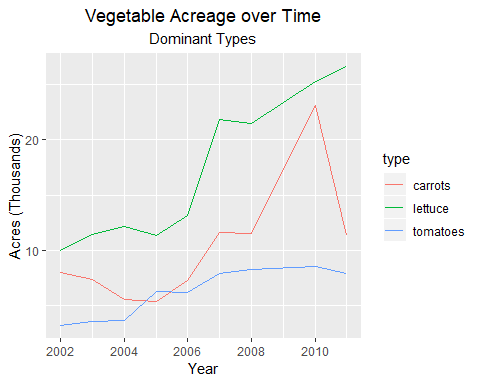 Vegetable Acreage over Time
Dominant Types
Acres (Thousands)
20
10
2002 2004 2006 2008 2010
Year
type
carrots
lettuce
tomatoes